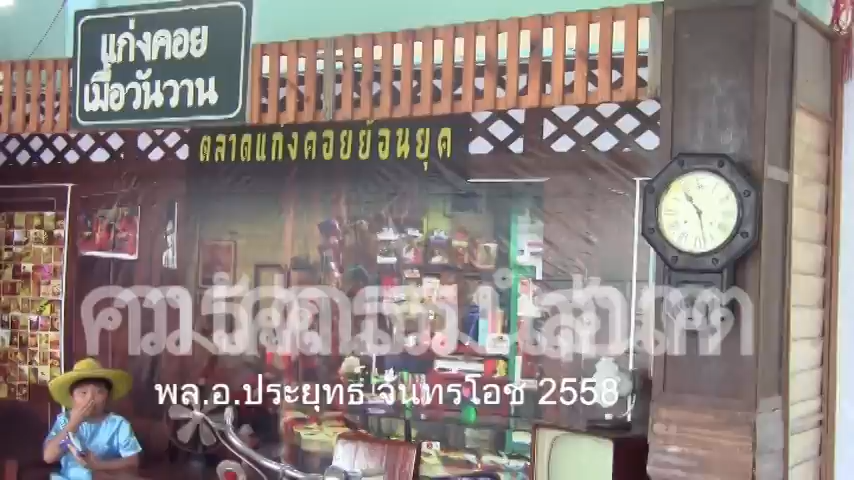 แก่งคอย
เมื่อวันวาน
ตลาดแก่งคอยย้อนยุค
พล.อ.ประยุทธ์ จันทรโอชา 2558